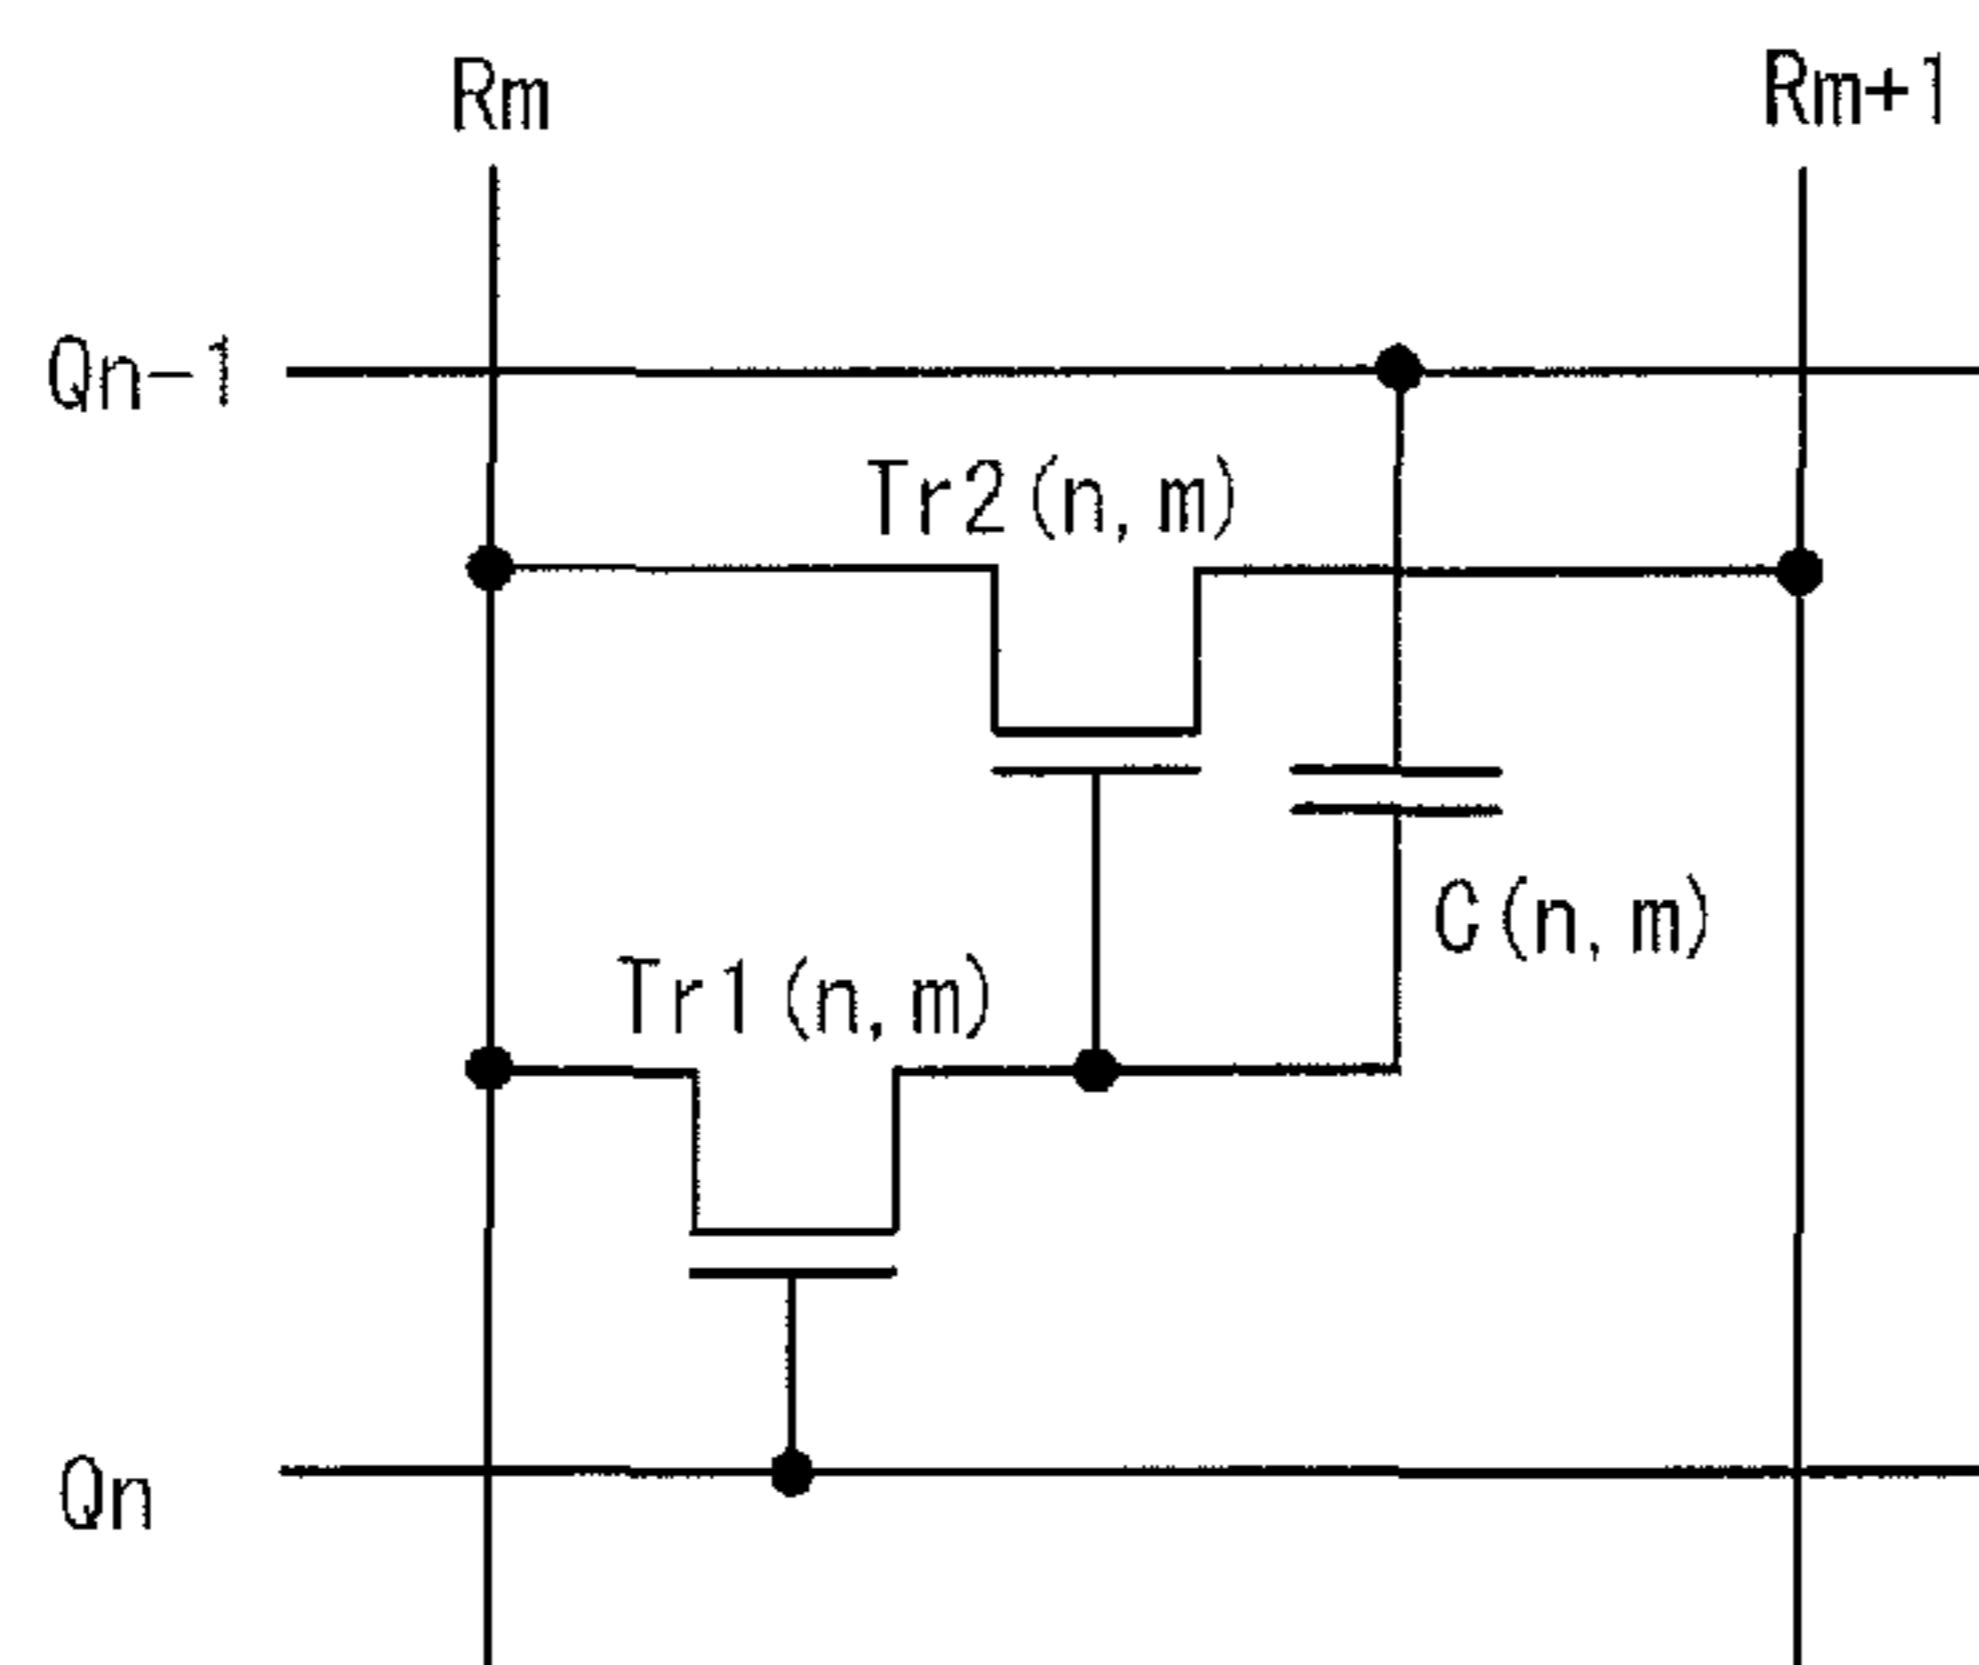 Rm
Rm+1
Qn-1
Tr2(n,m)
C(n,m)
Tr1(n,m)
Qn